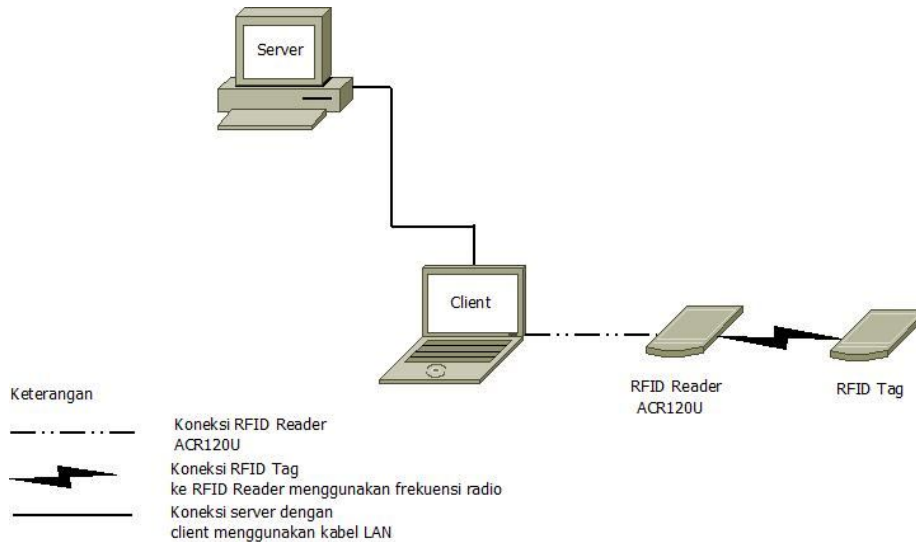 Server
Client
RFID Reader
ACR120U
RFID Tag
Keterangan
Koneksi RFID Reader
ACR120U
Koneksi RFID Tag
ke RFID Reader menggunakan frekuensi radio
Koneksi server dengan
client menggunakan kabel LAN